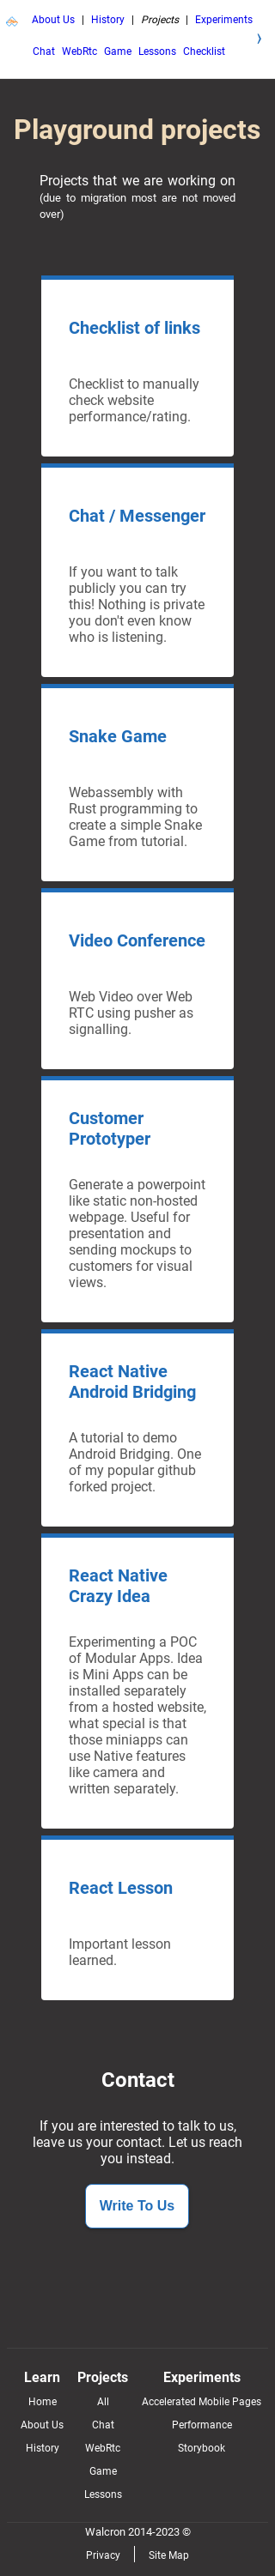 About Us | History | Projects | Experiments
Chat WebRtc Game Lessons Checklist
Playground projects
Projects that we are working on
(due to migration most are not moved
over)
Checklist of links
Checklist to manually
check website
performance/rating.
Chat / Messenger
If you want to talk
publicly you can try
this! Nothing is private
you don't even know
who is listening.
Snake Game
Webassembly with
Rust programming to
create a simple Snake
Game from tutorial.
Video Conference
Web Video over Web
RTC using pusher as
signalling.
Customer
Prototyper
Generate a powerpoint
like static non-hosted
webpage. Useful for
presentation and
sending mockups to
customers for visual
views.
React Native
Android Bridging
A tutorial to demo
Android Bridging. One
of my popular github
forked project.
React Native
Crazy Idea
Experimenting a POC
of Modular Apps. Idea
is Mini Apps can be
installed separately
from a hosted website,
what special is that
those miniapps can
use Native features
like camera and
written separately.
React Lesson
Important lesson
learned.
Contact
If you are interested to talk to us,
leave us your contact. Let us reach
you instead.
Write To Us
Learn
Home
About Us
History
Projects
All
Chat
WebRtc
Game
Lessons
Experiments
Accelerated Mobile Pages
Performance
Storybook
Walcron 2014-2023 ©
Privacy | Site Map